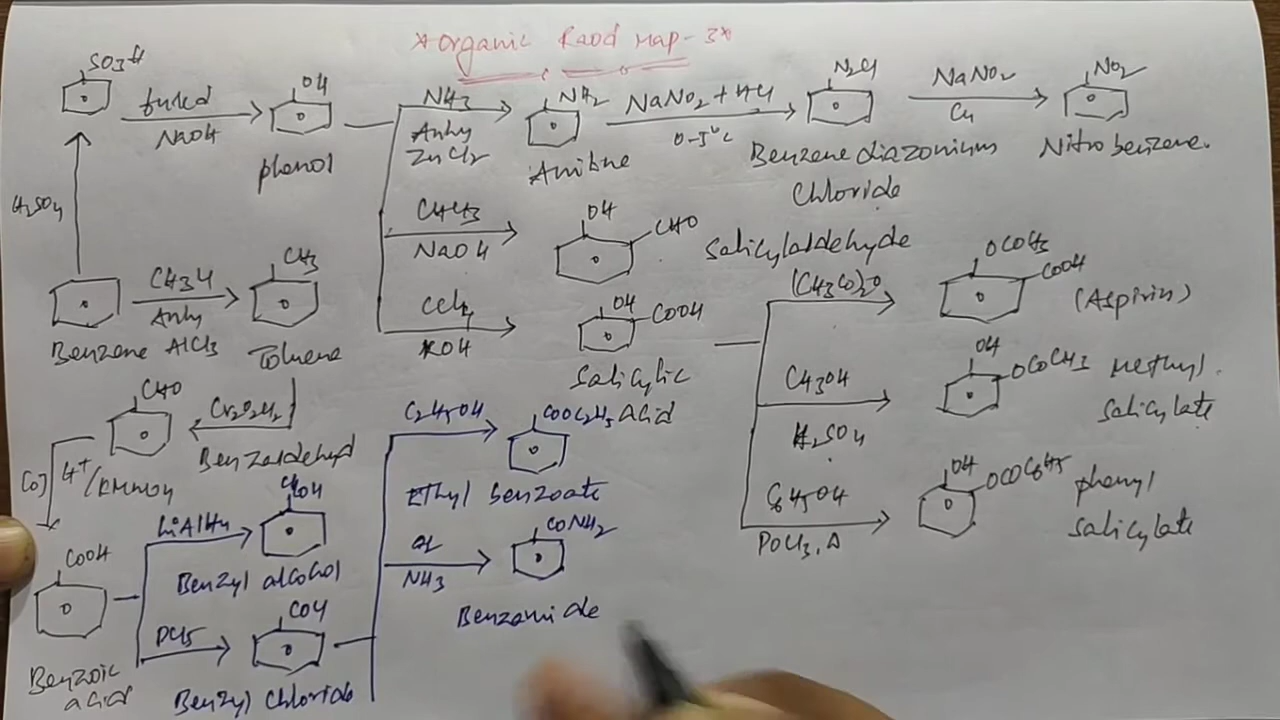 *Organic Raod Map-3*
SO3H
fused
NaOH
OH
phenol
NH3
Anhy
ZnCl2
NH2
Aniline
NaNO2 + HCl
0-5°C
N2Cl
Benzene diazonium
Chloride
NaNO2
Cu
NO2
Nitro benzene.
H2SO4
CHCl3
NaOH
OH
CHO
Salicylaldehyde
CCl4
KOH
OH
COOH
Salicylic
acid
(CH3CO)2O
OCOCH3
COOH
(Aspirin)
CH3OH
H2SO4
OH
OCOCH3
Methyl
Salicylate
C6H5OH
POCl3, Δ
OH
OCOC6H5
phenyl
salicylate
Benzene
CH3Cl
Anhy
AlCl3
CH3
Toluene
Cr2O2Cl2
CHO
Benzaldehyd
[O]
H+/KMnO4
COOH
Benzoic
acid
LiAlH4
Benzyl alcohol
PCl5
COCl
Benzyl Chloride
C2H5OH
COOC2H5
Ethyl benzoate
NH3
CONH2
Benzamide